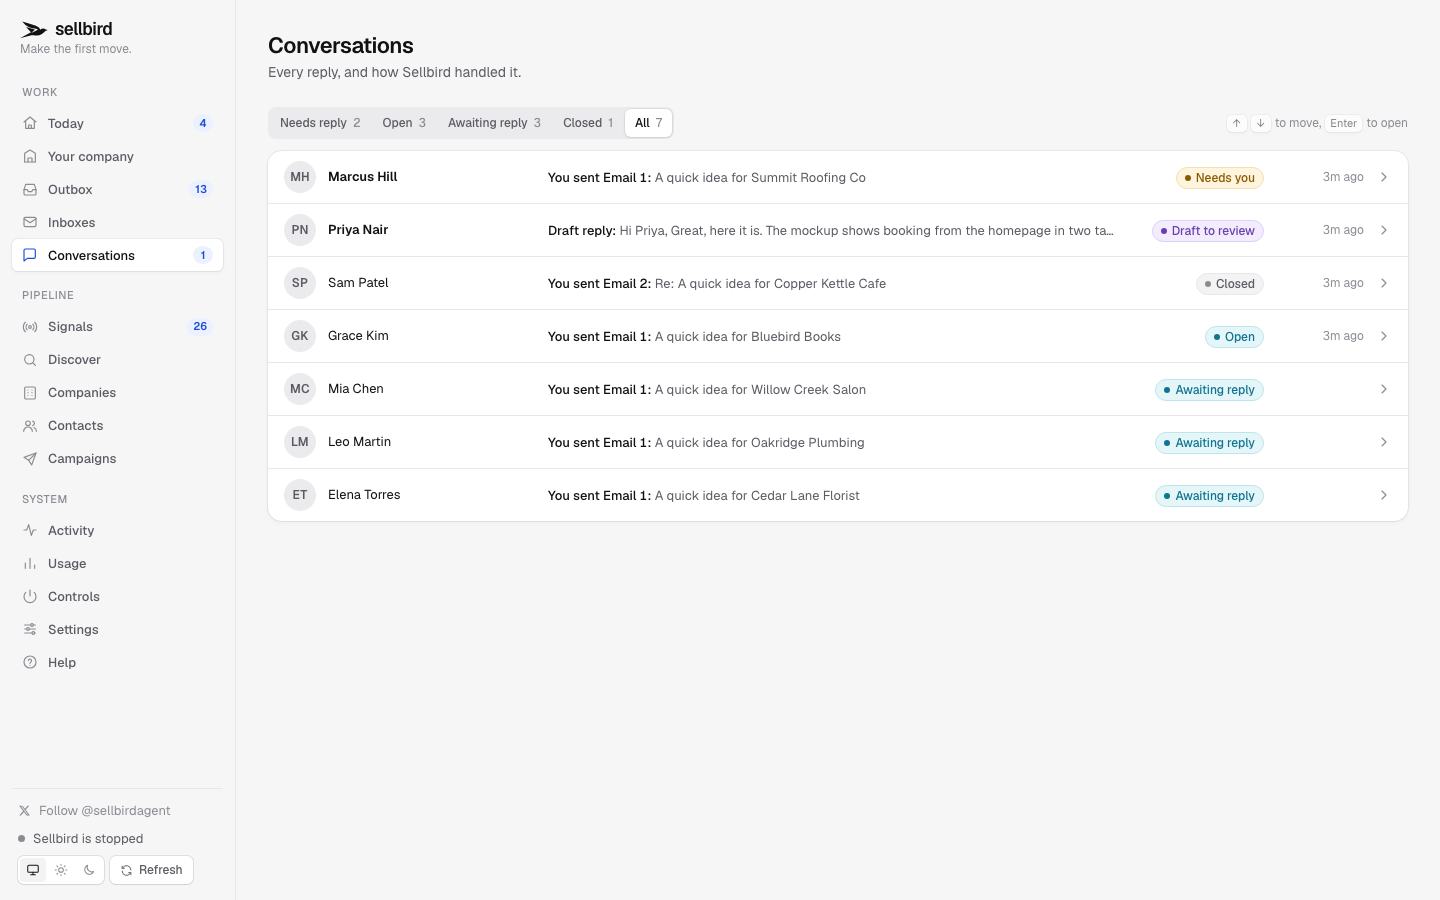 sellbird
Make the first move.
WORK
Today 4
Your company
Outbox 13
Inboxes
Conversations 1
PIPELINE
Signals 26
Discover
Companies
Contacts
Campaigns
SYSTEM
Activity
Usage
Controls
Settings
Help
Follow @sellbirdagent
Sellbird is stopped
Refresh
Conversations
Every reply, and how Sellbird handled it.
Needs reply 2 Open 3 Awaiting reply 3 Closed 1 All 7
↑ ↓ to move, Enter to open
MH Marcus Hill You sent Email 1: A quick idea for Summit Roofing Co Needs you 3m ago
PN Priya Nair Draft reply: Hi Priya, Great, here it is. The mockup shows booking from the homepage in two ta... Draft to review 3m ago
SP Sam Patel You sent Email 2: Re: A quick idea for Copper Kettle Cafe Closed 3m ago
GK Grace Kim You sent Email 1: A quick idea for Bluebird Books Open 3m ago
MC Mia Chen You sent Email 1: A quick idea for Willow Creek Salon Awaiting reply
LM Leo Martin You sent Email 1: A quick idea for Oakridge Plumbing Awaiting reply
ET Elena Torres You sent Email 1: A quick idea for Cedar Lane Florist Awaiting reply